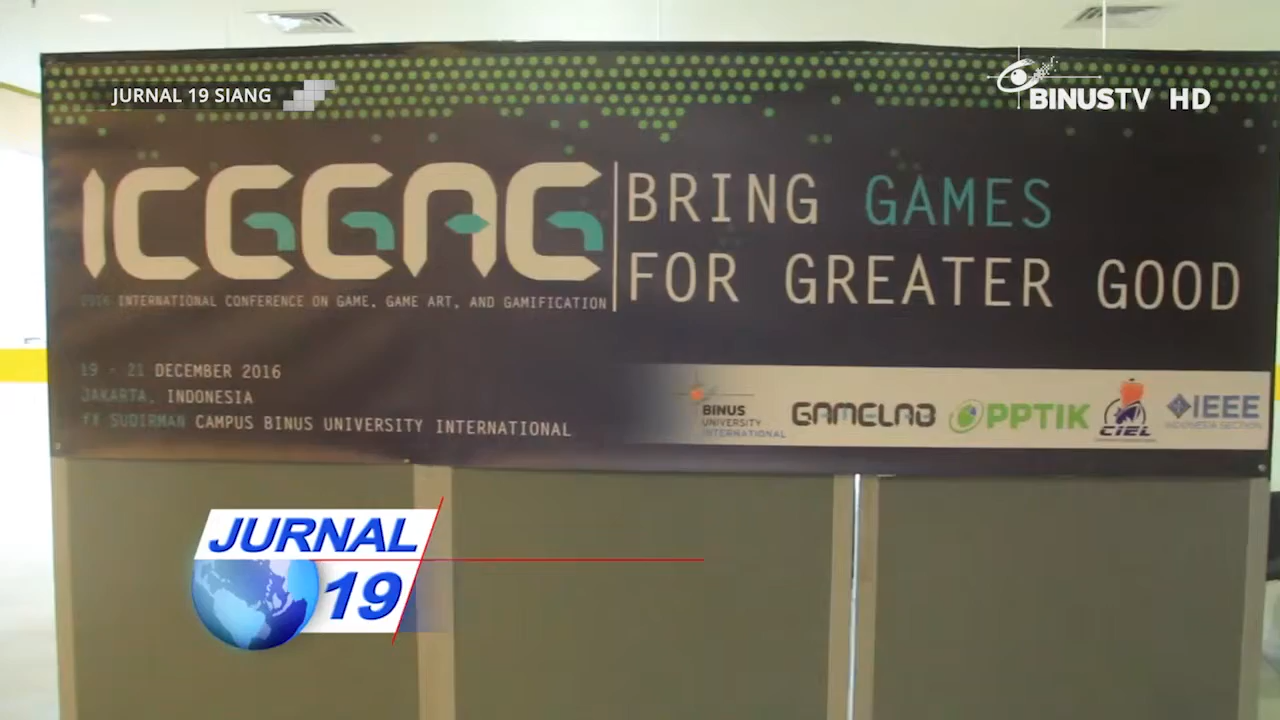 JURNAL 19 SIANG
BINUSTV HD
ICGGAG
BRING GAMES
FOR GREATER GOOD
2016 INTERNATIONAL CONFERENCE ON GAME, GAME ART, AND GAMIFICATION
19 - 21 DECEMBER 2016
JAKARTA, INDONESIA
SUDIRMAN CAMPUS BINUS UNIVERSITY INTERNATIONAL
BINUS
UNIVERSITY
INTERNATIONAL
GAMELAB
PPTIK
CIEL
IEEE
INDONESIA SECTION
JURNAL
19